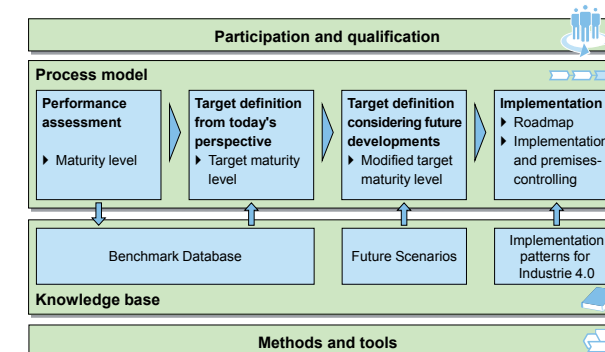 Participation and qualification
Process model
Performance
assessment
Maturity level
Target definition
from today's
perspective
Target maturity
level
Target definition
considering future
developments
Modified target
maturity level
Implementation
Roadmap
Implementation
and premises-
controlling
Benchmark Database
Future Scenarios
Implementation
patterns for
Industrie 4.0
Knowledge base
Methods and tools